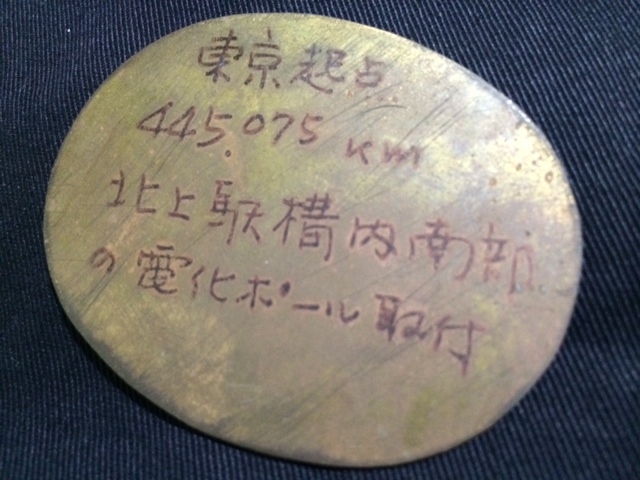 東京起点
445.075 km
北上駅構内南部
の電化ポール取付